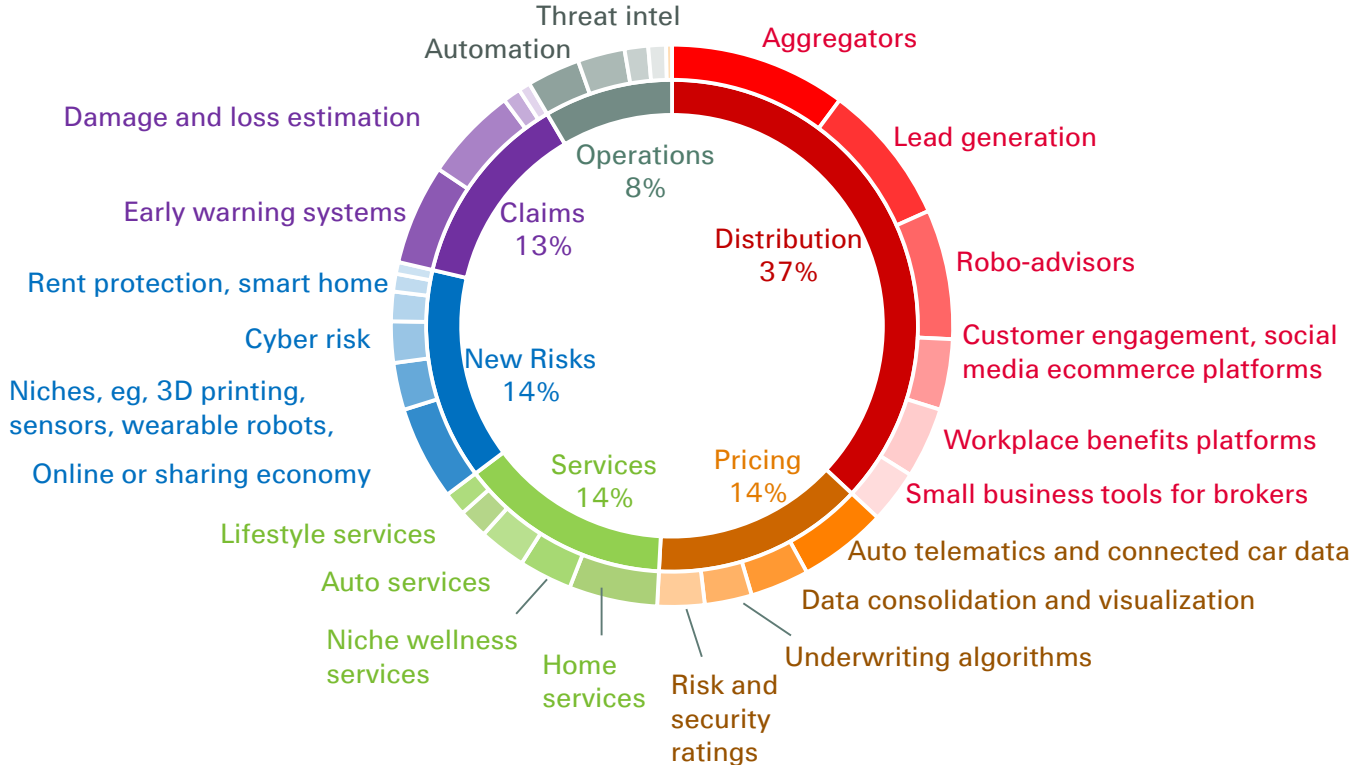 Threat intel
Automation
Aggregators
Damage and loss estimation
Lead generation
Operations
8%
Early warning systems
Claims
13%
Distribution
37%
Robo-advisors
Rent protection, smart home
Cyber risk
Customer engagement, social
media ecommerce platforms
New Risks
14%
Niches, eg, 3D printing,
sensors, wearable robots,
Workplace benefits platforms
Online or sharing economy
Services
14%
Pricing
14%
Small business tools for brokers
Lifestyle services
Auto telematics and connected car data
Auto services
Data consolidation and visualization
Niche wellness
services
Home
services
Underwriting algorithms
Risk and
security
ratings